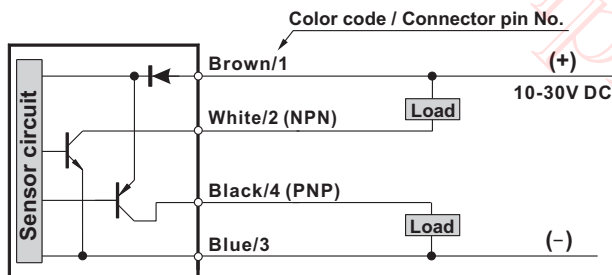 Color code / Connector pin No.
Brown/1
(+)
10-30V DC
Load
White/2 (NPN)
Sensor circuit
Black/4 (PNP)
Load
Blue/3
(−)